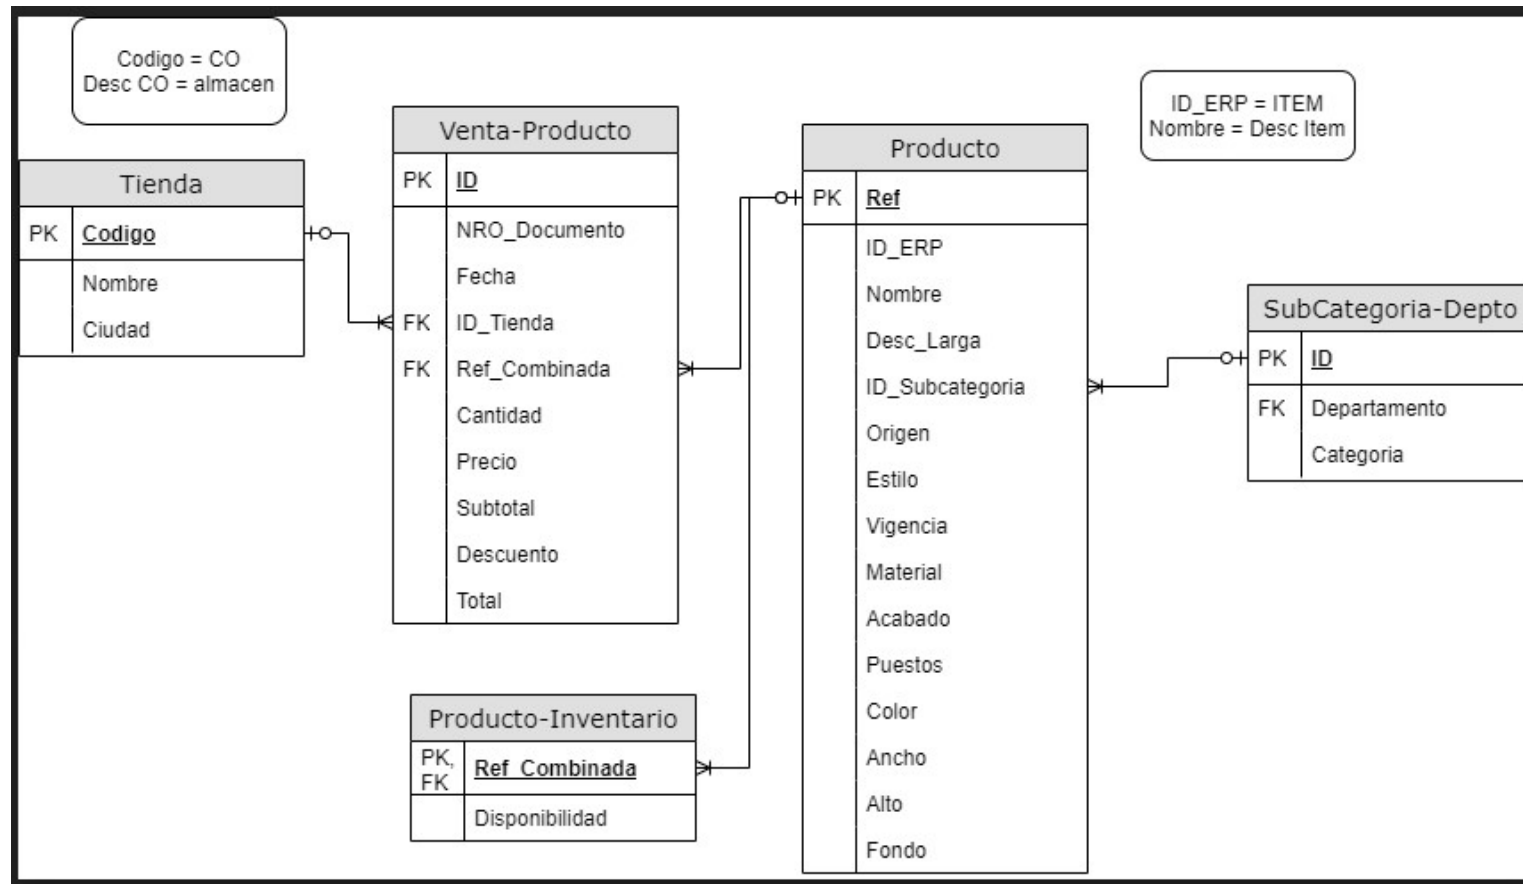 Codigo = CO
Desc CO = almacen
Tienda
PK Codigo
Nombre
Ciudad
Venta-Producto
PK ID
NRO_Documento
Fecha
FK ID_Tienda
FK Ref_Combinada
Cantidad
Precio
Subtotal
Descuento
Total
Producto-Inventario
PK,
FK Ref_Combinada
Disponibilidad
Producto
PK Ref
ID_ERP
Nombre
Desc_Larga
ID_Subcategoria
Origen
Estilo
Vigencia
Material
Acabado
Puestos
Color
Ancho
Alto
Fondo
ID_ERP = ITEM
Nombre = Desc Item
SubCategoria-Depto
PK ID
FK Departamento
Categoria